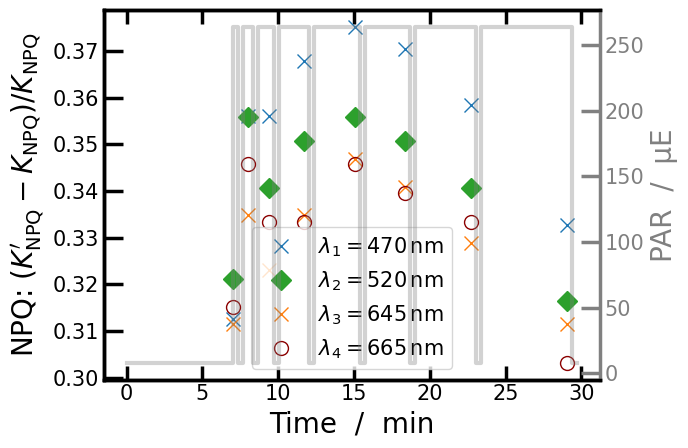 NPQ: (K′NPQ − KNPQ)/KNPQ
0.37
0.36
0.35
0.34
0.33
0.32
0.31
0.30
250
200
150
100
50
0
PAR / µE
λ1 = 470 nm
λ2 = 520 nm
λ3 = 645 nm
λ4 = 665 nm
0 5 10 15 20 25 30
Time / min